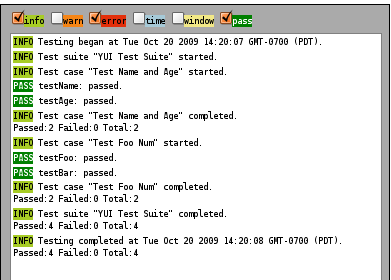 info warn error time window pass
INFO Testing began at Tue Oct 20 2009 14:20:07 GMT-0700 (PDT).
INFO Test suite "YUI Test Suite" started.
INFO Test case "Test Name and Age" started.
PASS testName: passed.
PASS testAge: passed.
INFO Test case "Test Name and Age" completed.
Passed:2 Failed:0 Total:2
INFO Test case "Test Foo Num" started.
PASS testFoo: passed.
PASS testBar: passed.
INFO Test case "Test Foo Num" completed.
Passed:2 Failed:0 Total:2
INFO Test suite "YUI Test Suite" completed.
Passed:4 Failed:0 Total:4
INFO Testing completed at Tue Oct 20 2009 14:20:08 GMT-0700 (PDT).
Passed:4 Failed:0 Total:4